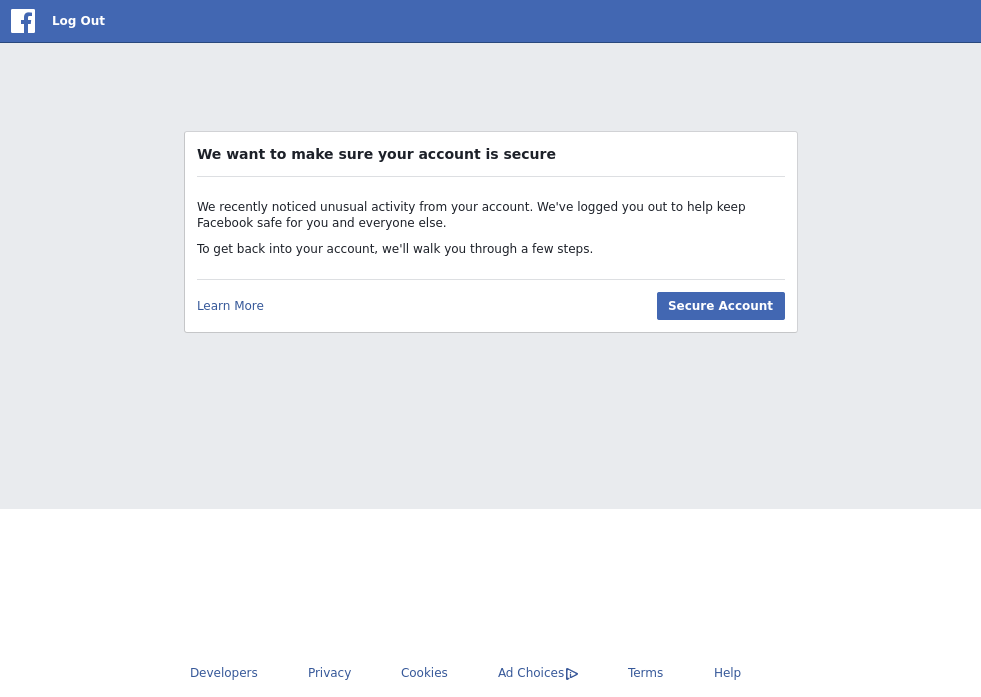 Log Out
We want to make sure your account is secure
We recently noticed unusual activity from your account. We've logged you out to help keep
Facebook safe for you and everyone else.
To get back into your account, we'll walk you through a few steps.
Learn More
Secure Account
Developers
Privacy
Cookies
Ad Choices
Terms
Help